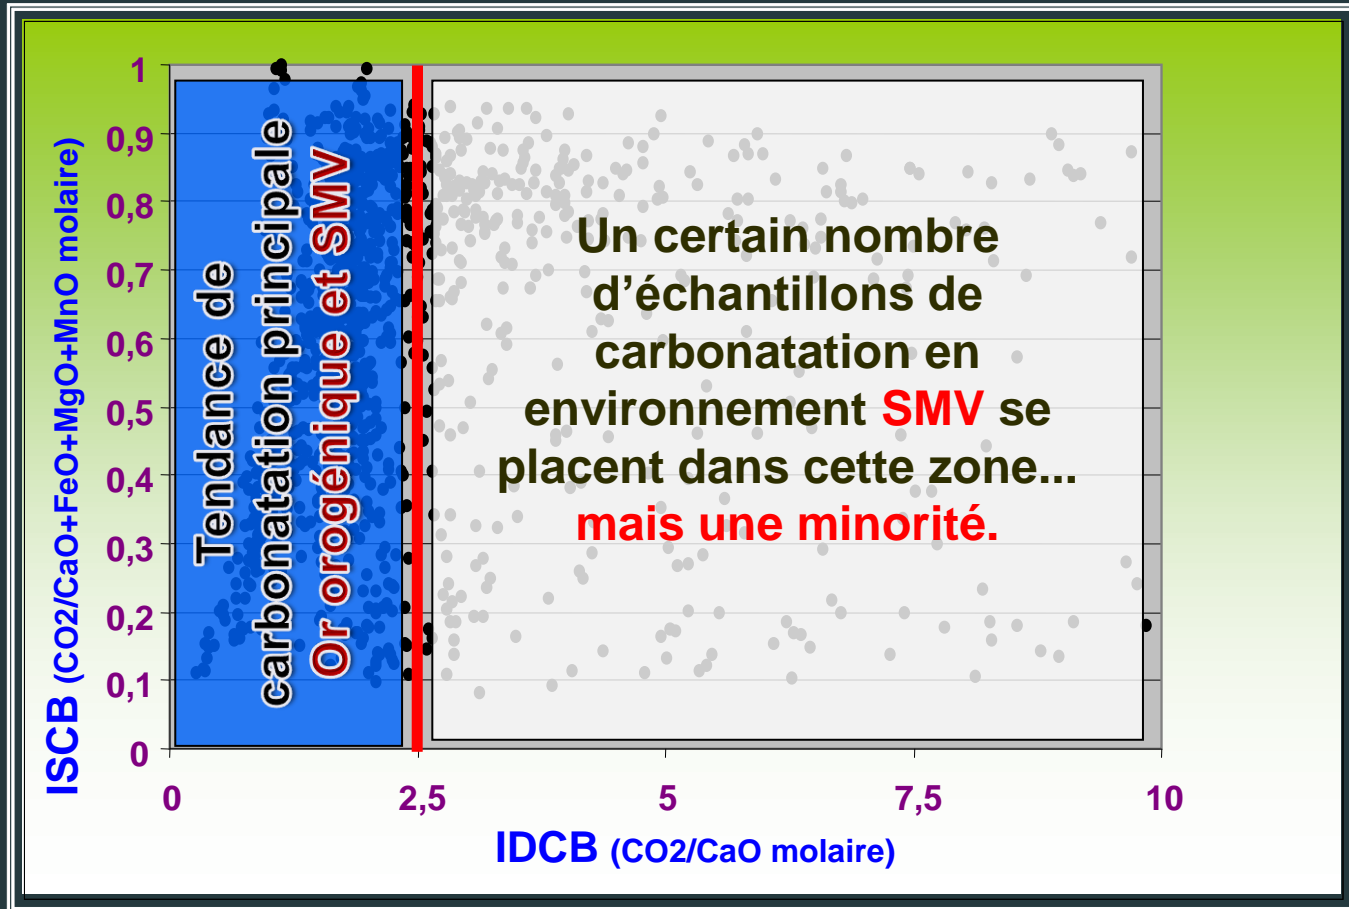 ISCB (CO2/CaO+FeO+MgO+MnO molaire)
1
0,9
0,8
0,7
0,6
0,5
0,4
0,3
0,2
0,1
0
Tendance de
carbonatation principale
Or orogénique et SMV
Un certain nombre
d’échantillons de
carbonatation en
environnement SMV se
placent dans cette zone...
mais une minorité.
0
2,5
5
7,5
10
IDCB (CO2/CaO molaire)